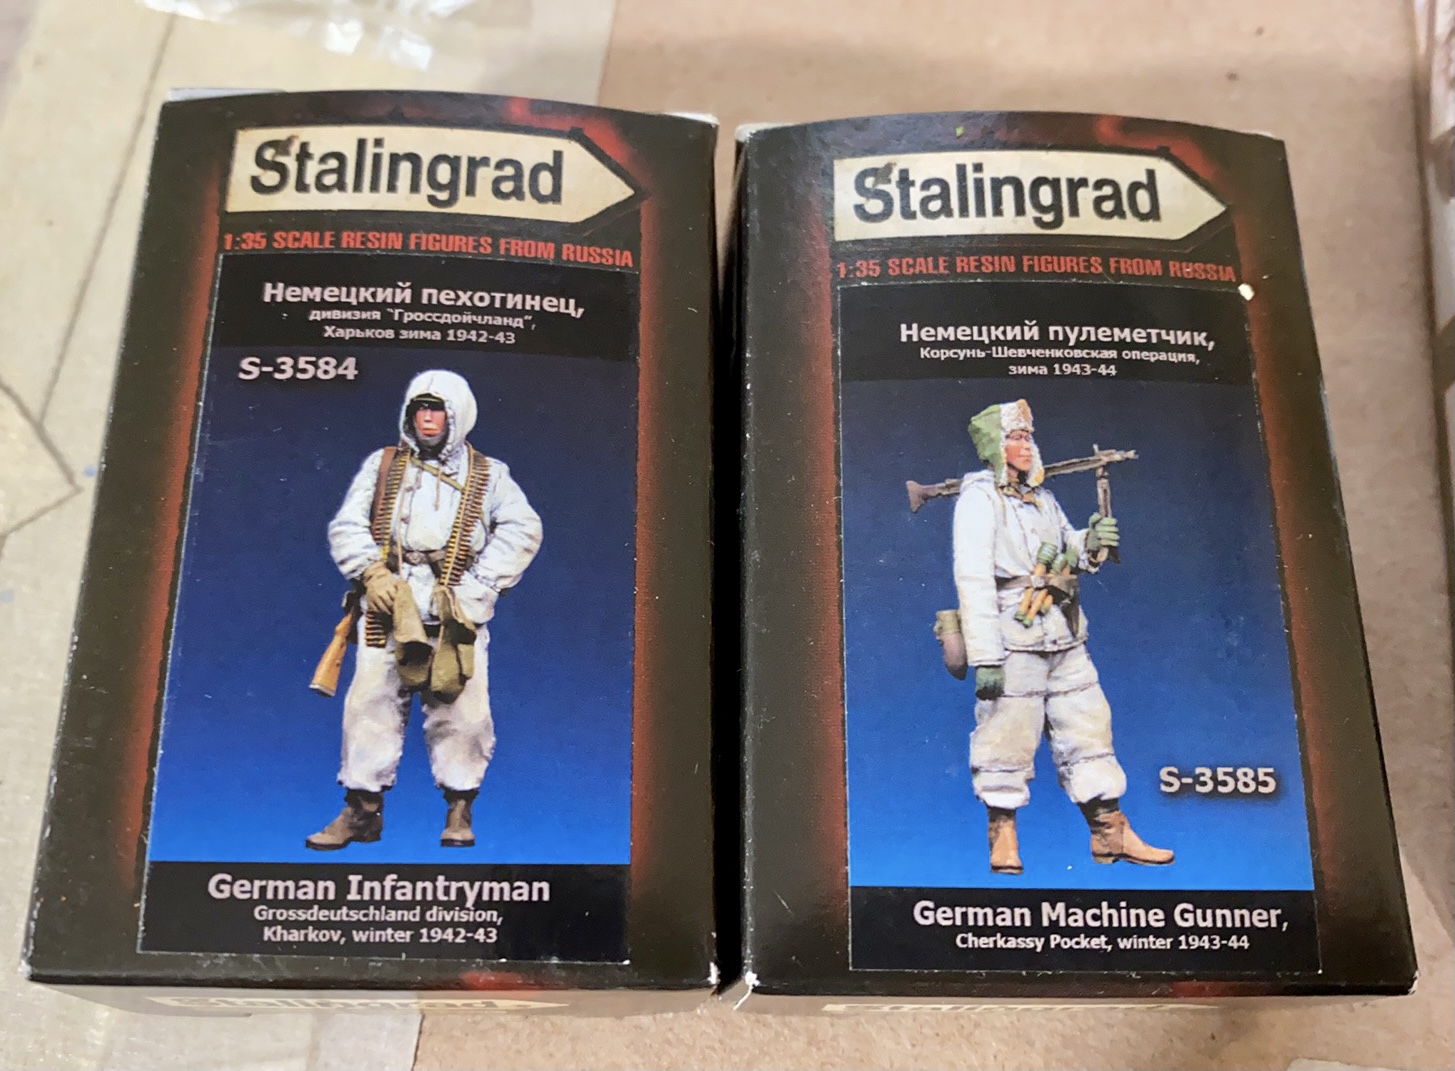 Stalingrad
1:35 SCALE RESIN FIGURES FROM RUSSIA
Немецкий пехотинец,
дивизия "Гроссдойчланд",
Харьков зима 1942-43
S-3584
German Infantryman
Grossdeutschland division,
Kharkov, winter 1942-43
Stalingrad
Stalingrad
1:35 SCALE RESIN FIGURES FROM RUSSIA
Немецкий пулеметчик,
Корсунь-Шевченковская операция,
зима 1943-44
S-3585
German Machine Gunner,
Cherkassy Pocket, winter 1943-44